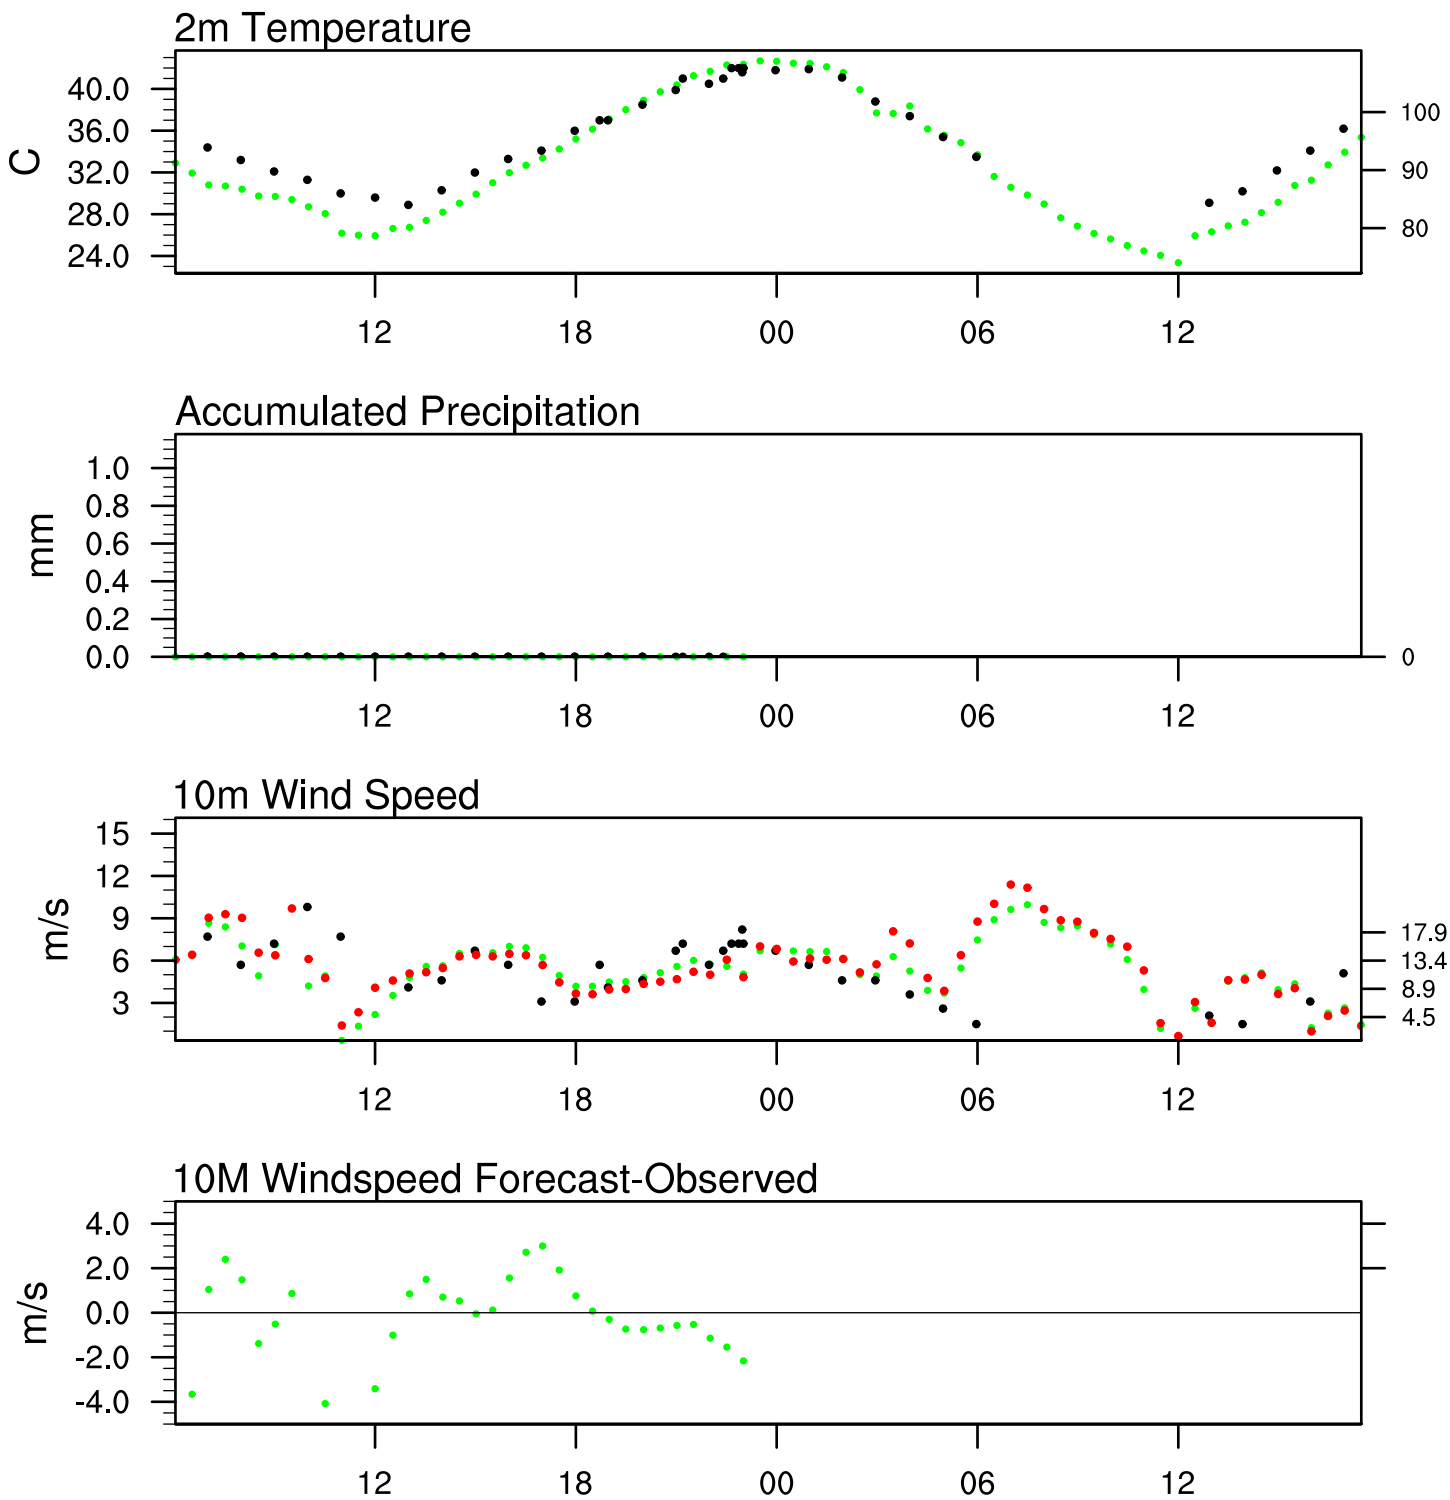 2m Temperature
40.0
36.0
32.0
28.0
24.0
C
100
90
80
12 18 00 06 12
Accumulated Precipitation
1.0
0.8
0.6
0.4
0.2
0.0
mm
0
12 18 00 06 12
10m Wind Speed
15
12
9
6
3
m/s
17.9
13.4
8.9
4.5
12 18 00 06 12
10M Windspeed Forecast-Observed
4.0
2.0
0.0
-2.0
-4.0
m/s
12 18 00 06 12